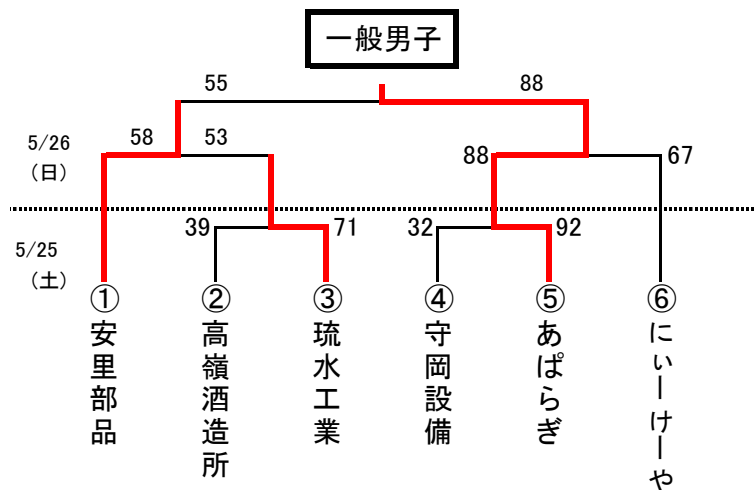 一般男子
55
88
5/26
(日)
58
53
88
67
5/25
(土)
39
71
32
92
①
安里部品
②
高嶺酒造所
③
琉水工業
④
守岡設備
⑤
あぱらぎ
⑥
にぃーけーや